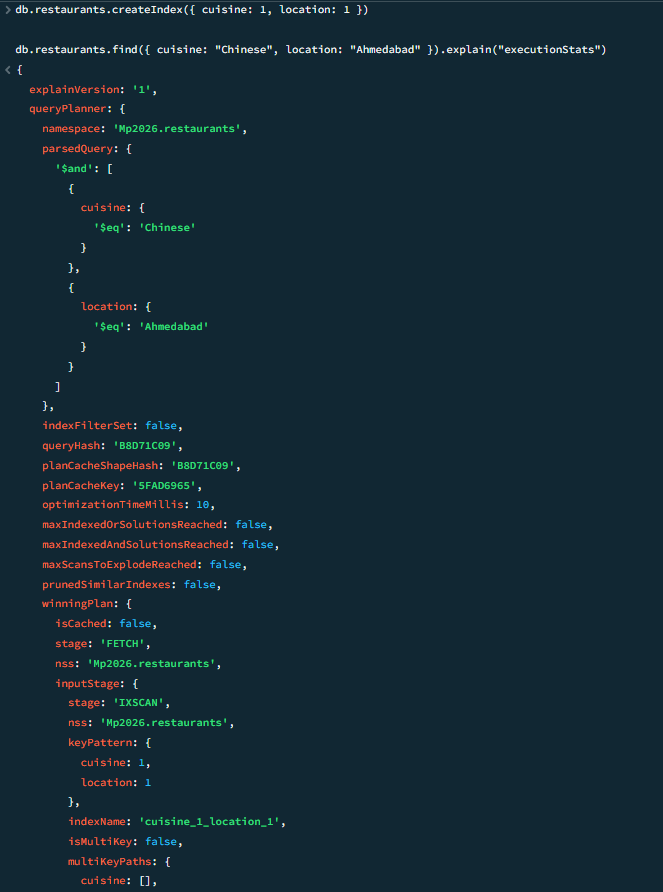 > db.restaurants.createIndex({ cuisine: 1, location: 1 })
db.restaurants.find({ cuisine: "Chinese", location: "Ahmedabad" }).explain("executionStats")
< {
explainVersion: '1',
queryPlanner: {
namespace: 'Mp2026.restaurants',
parsedQuery: {
'$and': [
{
cuisine: {
'$eq': 'Chinese'
}
},
{
location: {
'$eq': 'Ahmedabad'
}
}
]
},
indexFilterSet: false,
queryHash: 'B8D71C09',
planCacheShapeHash: 'B8D71C09',
planCacheKey: '5FAD6965',
optimizationTimeMillis: 10,
maxIndexedOrSolutionsReached: false,
maxIndexedAndSolutionsReached: false,
maxScansToExplodeReached: false,
prunedSimilarIndexes: false,
winningPlan: {
isCached: false,
stage: 'FETCH',
nss: 'Mp2026.restaurants',
inputStage: {
stage: 'IXSCAN',
nss: 'Mp2026.restaurants',
keyPattern: {
cuisine: 1,
location: 1
},
indexName: 'cuisine_1_location_1',
isMultiKey: false,
multiKeyPaths: {
cuisine: [],